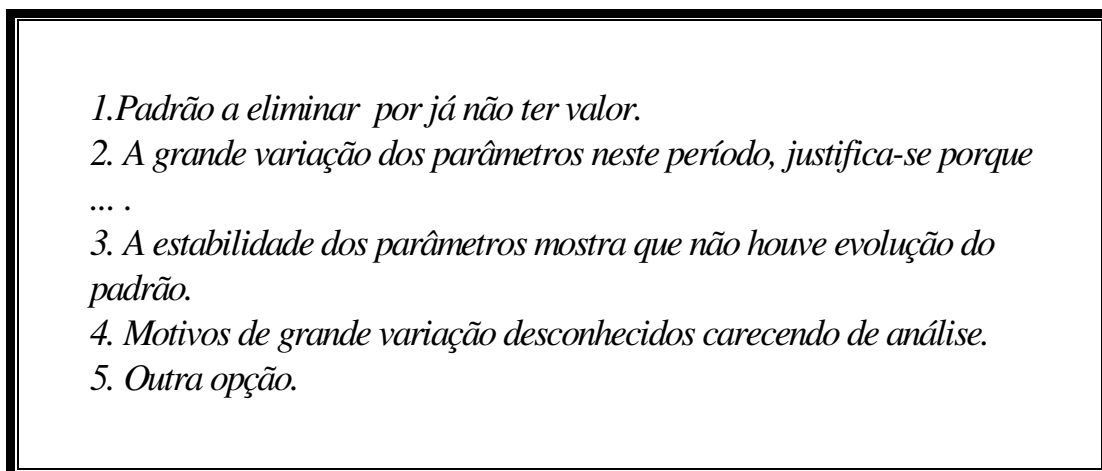 1.Padrão a eliminar por já não ter valor.
2. A grande variação dos parâmetros neste período, justifica-se porque
... .
3. A estabilidade dos parâmetros mostra que não houve evolução do
padrão.
4. Motivos de grande variação desconhecidos carecendo de análise.
5. Outra opção.